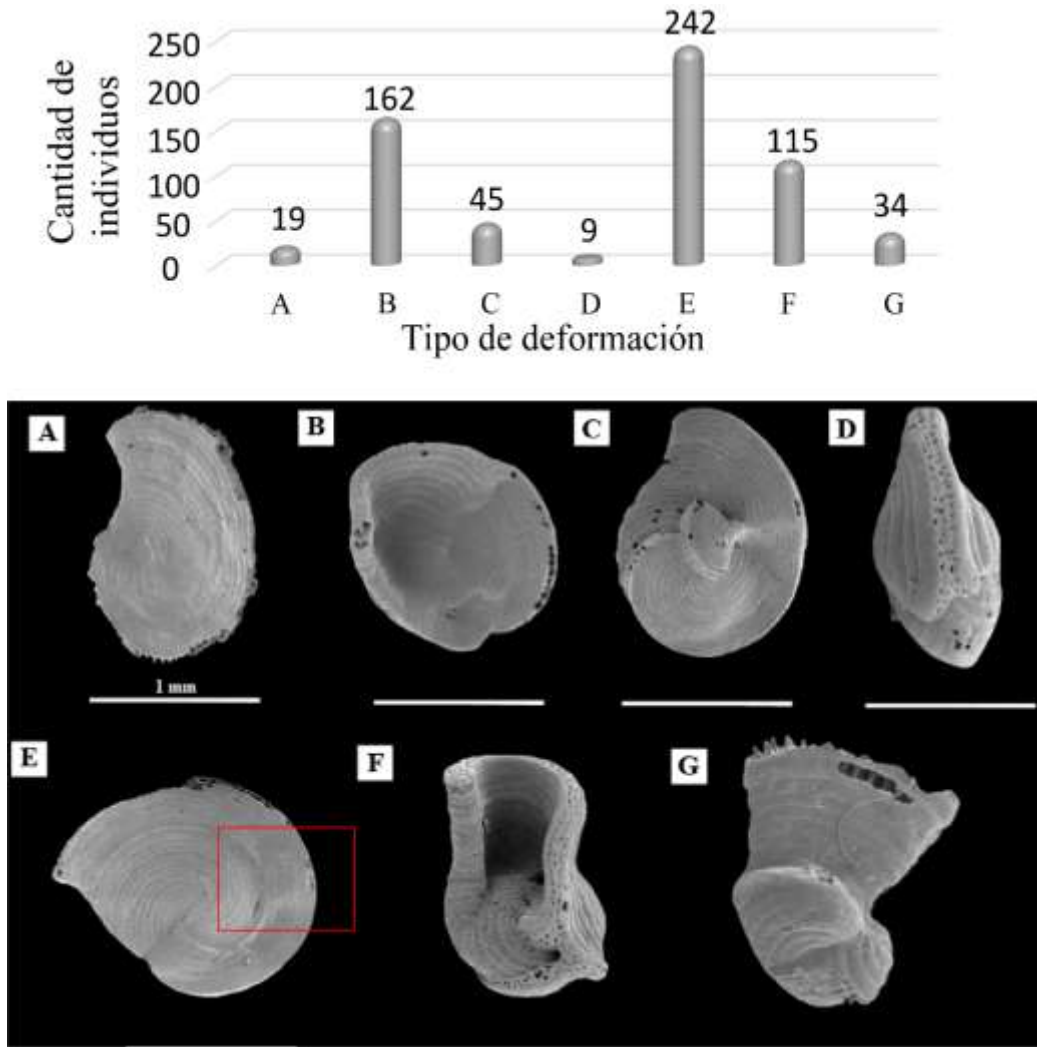 Cantidad de
individuos
250
200
150
100
50
0
19
162
45
9
242
115
34
A B C D E F G
Tipo de deformación
A B C D
1 mm
E F G